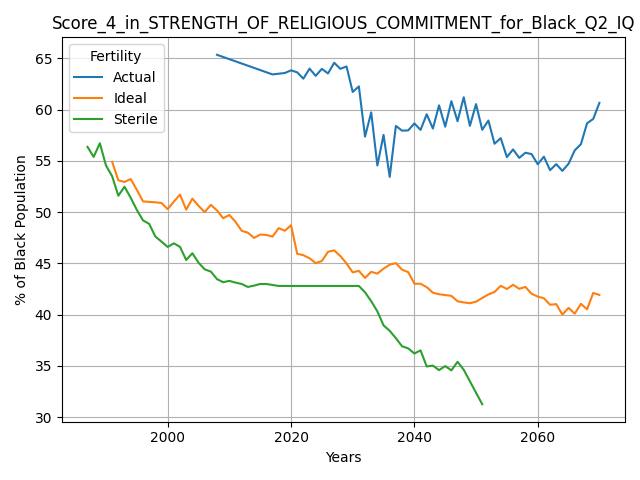 Score_4_in_STRENGTH_OF_RELIGIOUS_COMMITMENT_for_Black_Q2_IQ
Fertility
Actual
Ideal
Sterile
% of Black Population
65
60
55
50
45
40
35
30
2000
2020
2040
2060
Years